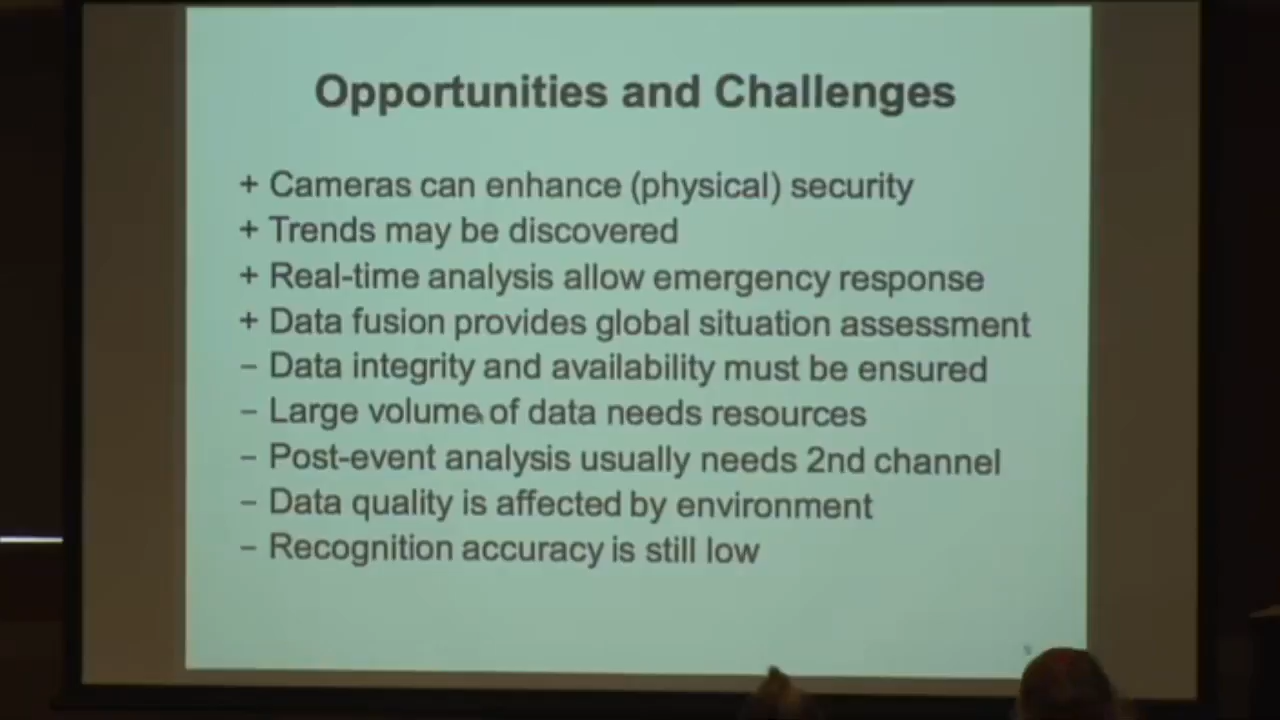 Opportunities and Challenges
+ Cameras can enhance (physical) security
+ Trends may be discovered
+ Real-time analysis allow emergency response
+ Data fusion provides global situation assessment
– Data integrity and availability must be ensured
– Large volume of data needs resources
– Post-event analysis usually needs 2nd channel
– Data quality is affected by environment
– Recognition accuracy is still low